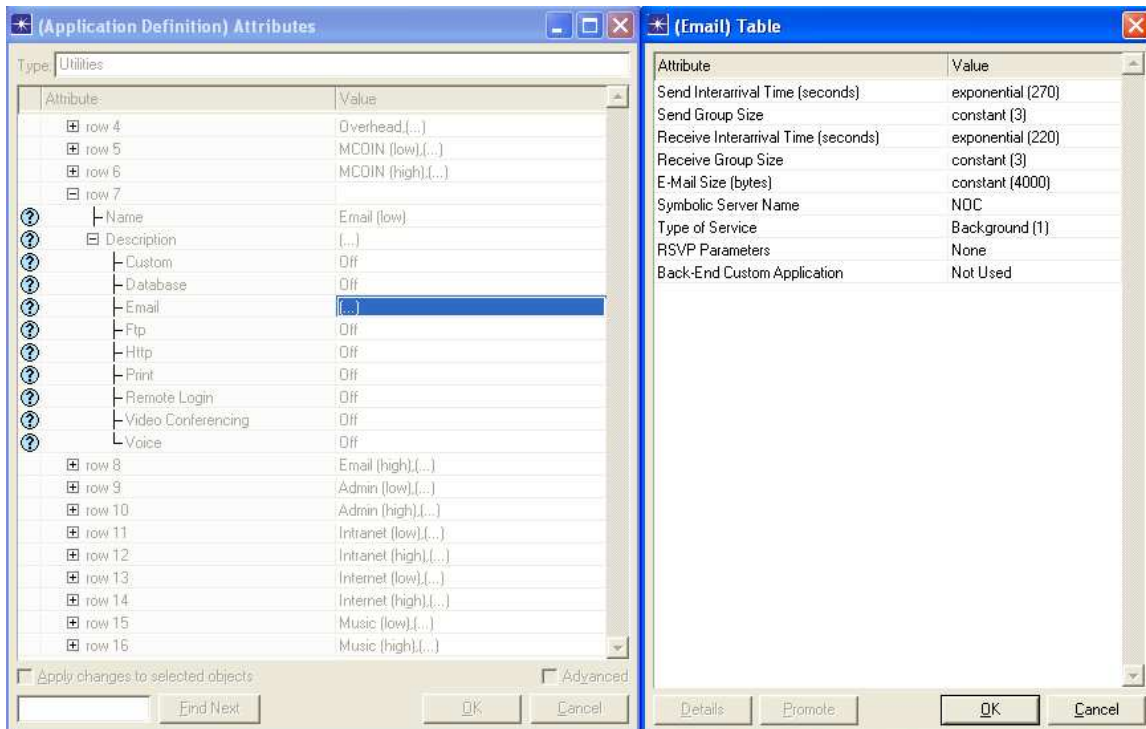 (Application Definition) Attributes
Type: Utilities
Attribute Value
row 4 Overhead,(...)
row 5 MCOIN (low),(...)
row 6 MCOIN (high),(...)
row 7
Name Email (low)
Description (...)
Custom Off
Database Off
Email (...)
Ftp Off
Http Off
Print Off
Remote Login Off
Video Conferencing Off
Voice Off
row 8 Email (high),(...)
row 9 Admin (low),(...)
row 10 Admin (high),(...)
row 11 Intranet (low),(...)
row 12 Intranet (high),(...)
row 13 Internet (low),(...)
row 14 Internet (high),(...)
row 15 Music (low),(...)
row 16 Music (high),(...)
Apply changes to selected objects Advanced
Find Next OK Cancel
(Email) Table
Attribute Value
Send Interarrival Time (seconds) exponential (270)
Send Group Size constant (3)
Receive Interarrival Time (seconds) exponential (220)
Receive Group Size constant (3)
E-Mail Size (bytes) constant (4000)
Symbolic Server Name NOC
Type of Service Background (1)
RSVP Parameters None
Back-End Custom Application Not Used
Details Promote OK Cancel